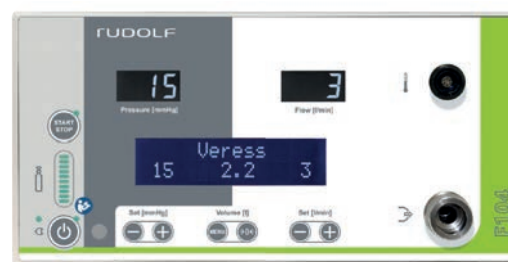 RUDOLF
15
3
Pressure [mmHg]
Flow [l/min]
START
STOP
Veress
15 2.2 3
Set [mmHg]
Volume [l]
Set [l/min]
MENU
F104